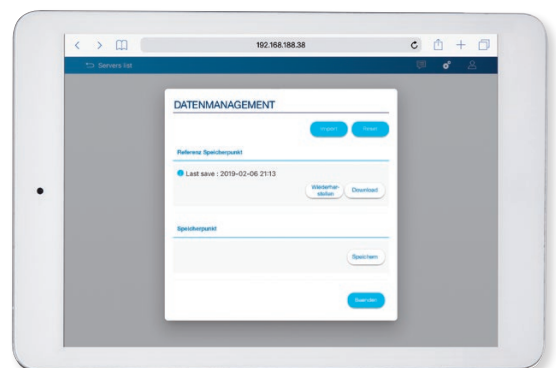 192.168.188.38
Servers list
DATENMANAGEMENT
Import
Reset
Referenz Speicherpunkt
Last save : 2019-02-06 21:13
Wiederher-
stellen
Download
Speicherpunkt
Speichern
Beenden